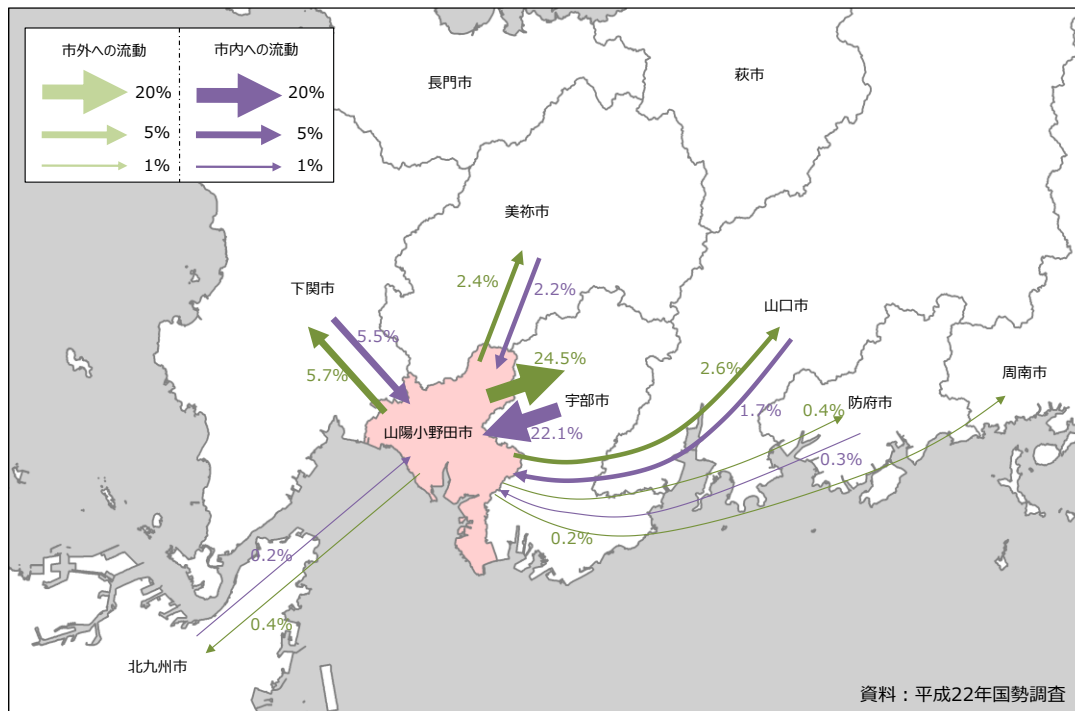 市外への流動
市内への流動
20%
20%
5%
5%
1%
1%
長門市
萩市
美祢市
2.4%
2.2%
下関市
山口市
5.5%
5.7%
24.5%
2.6%
周南市
宇部市
1.7%
0.4%
防府市
山陽小野田市
22.1%
0.3%
0.2%
0.2%
0.4%
北九州市
資料：平成22年国勢調査